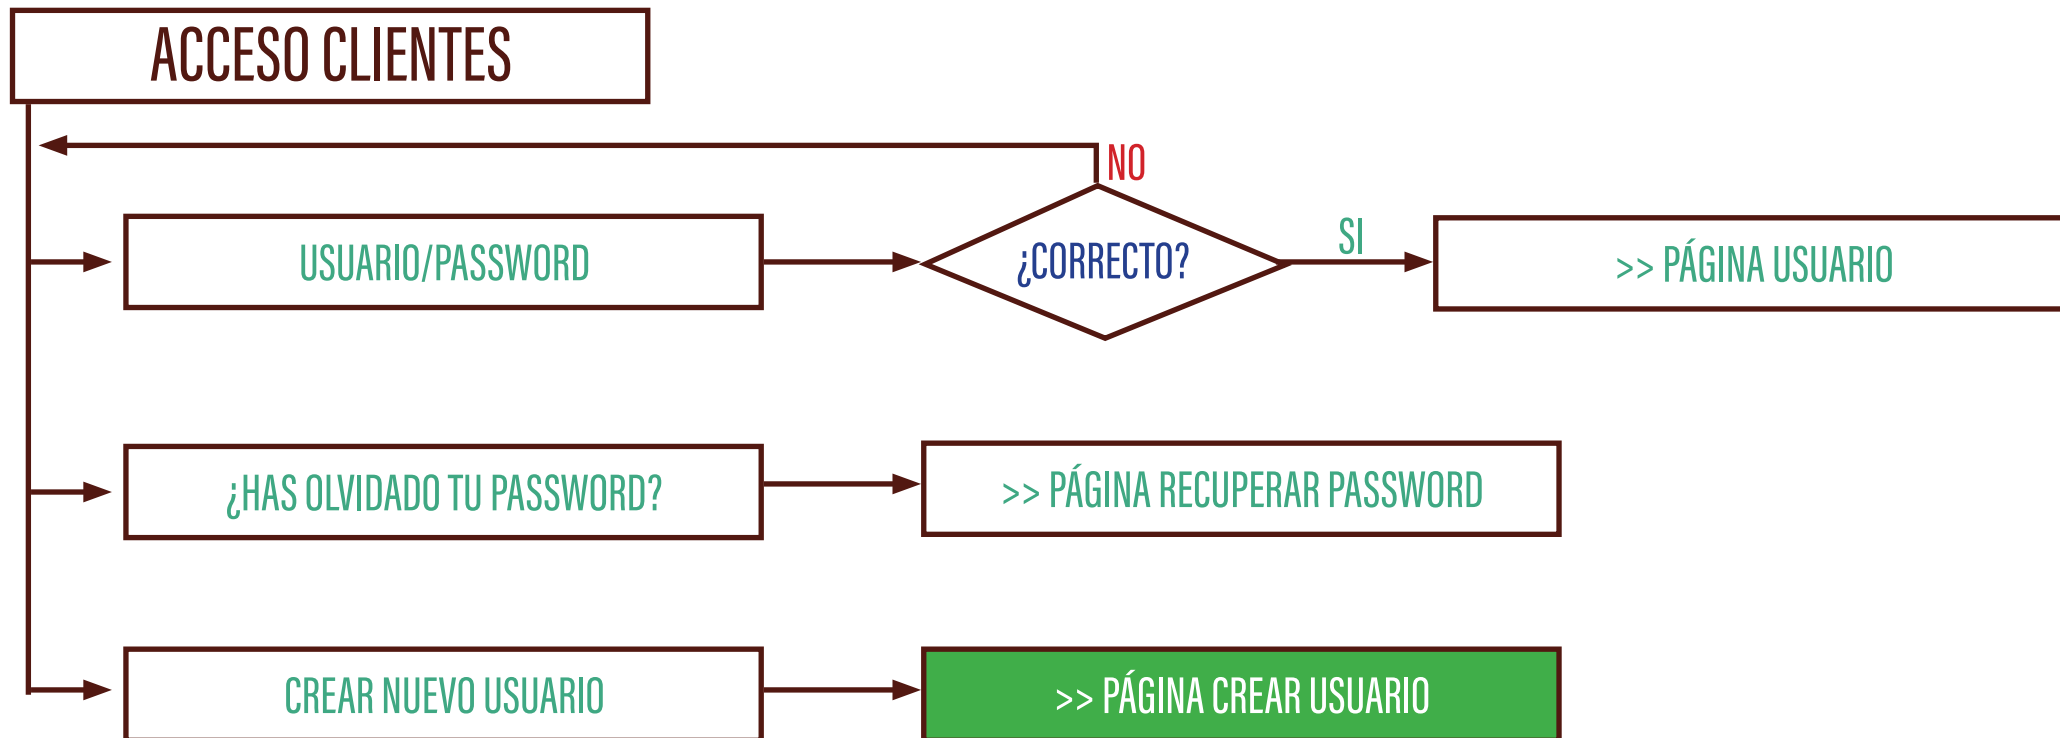 ACCESO CLIENTES
NO
USUARIO/PASSWORD
¿CORRECTO?
SI
>> PÁGINA USUARIO
¿HAS OLVIDADO TU PASSWORD?
>> PÁGINA RECUPERAR PASSWORD
CREAR NUEVO USUARIO
>> PÁGINA CREAR USUARIO